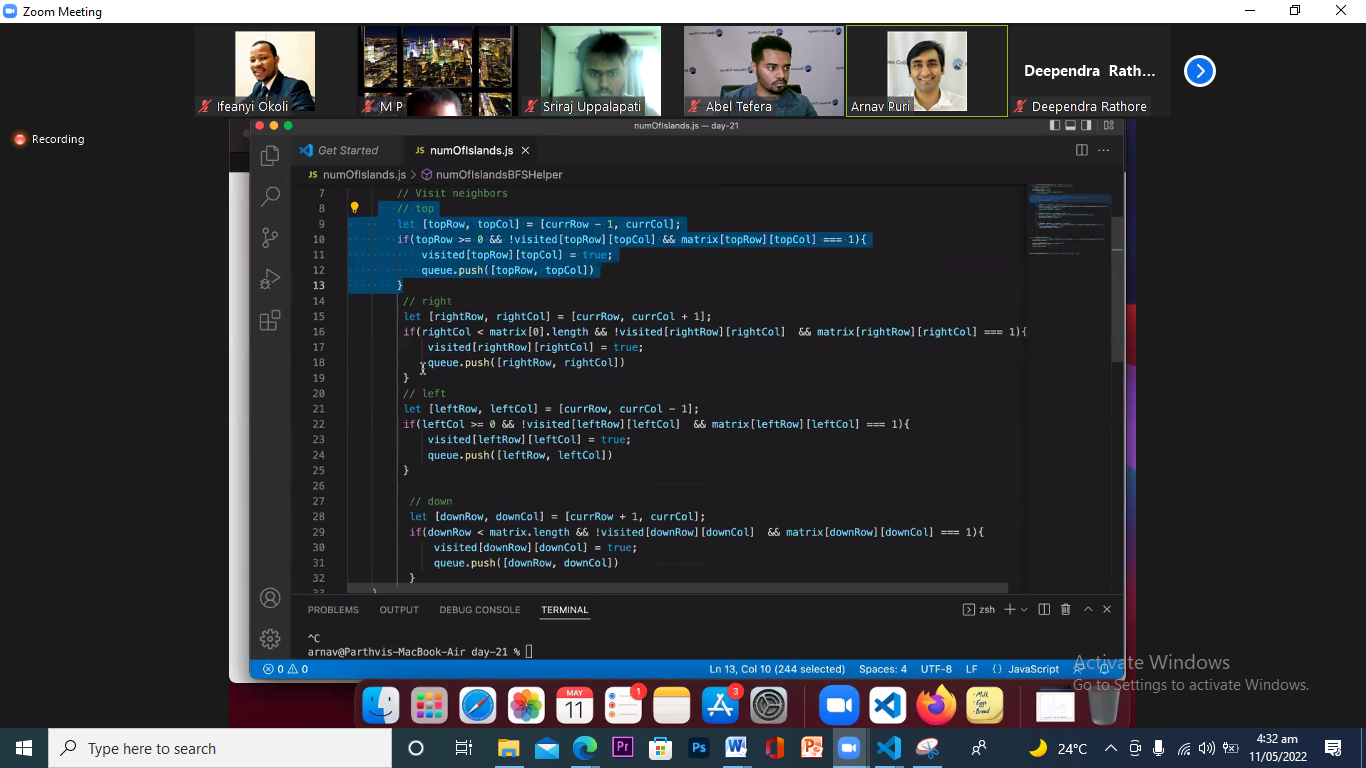 Zoom Meeting
Ifeanyi Okoli
M P
Sriraj Uppalapati
Abel Tefera
Arnav Puri
Deependra Rath...
Deependra Rathore
Recording
numOfIslands.js — day-21
Get Started
JS numOfIslands.js
JS numOfIslands.js > numOfIslandsBFSHelper
7 // Visit neighbors
8 // top
9 let [topRow, topCol] = [currRow - 1, currCol];
10 if(topRow >= 0 && !visited[topRow][topCol] && matrix[topRow][topCol] === 1){
11 visited[topRow][topCol] = true;
12 queue.push([topRow, topCol])
13 }
14 // right
15 let [rightRow, rightCol] = [currRow, currCol + 1];
16 if(rightCol < matrix[0].length && !visited[rightRow][rightCol]  && matrix[rightRow][rightCol] === 1){
17 visited[rightRow][rightCol] = true;
18 queue.push([rightRow, rightCol])
19 }
20 // left
21 let [leftRow, leftCol] = [currRow, currCol - 1];
22 if(leftCol >= 0 && !visited[leftRow][leftCol]  && matrix[leftRow][leftCol] === 1){
23 visited[leftRow][leftCol] = true;
24 queue.push([leftRow, leftCol])
25 }
26
27 // down
28 let [downRow, downCol] = [currRow + 1, currCol];
29 if(downRow < matrix.length && !visited[downRow][downCol]  && matrix[downRow][downCol] === 1){
30 visited[downRow][downCol] = true;
31 queue.push([downRow, downCol])
32 }
33 }
PROBLEMS OUTPUT DEBUG CONSOLE TERMINAL zsh
^C
arnav@Parthvis-MacBook-Air day-21 %
0 0 Ln 13, Col 10 (244 selected) Spaces: 4 UTF-8 LF {} JavaScript
Activate Windows
Go to Settings to activate Windows.
MAY
11
1
3
- Milk
- Eggs
- Bread
Type here to search
Pr
Ps
24°C
4:32 am
11/05/2022